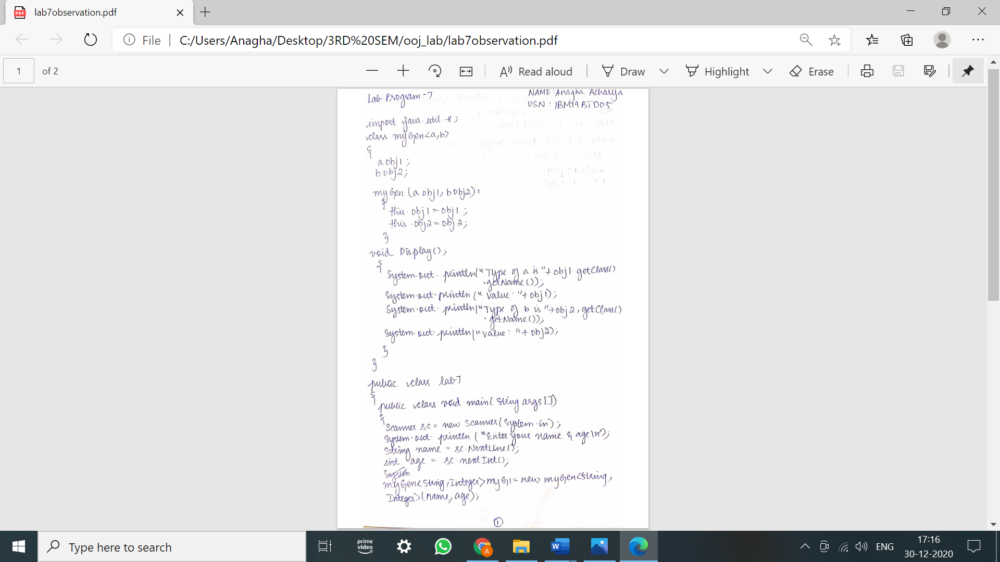 lab7observation.pdf
File
C:/Users/Anagha/Desktop/3RD%20SEM/ooj_lab/lab7observation.pdf
1 of 2
Read aloud
Draw
Highlight
Erase
Lab Program-7
NAME: Anagha Acharya
USN : 1BM19BT005
import java.util.*;
class myGen<a,b>
{
a obj1;
b obj2;
myGen (a obj1, b obj2):
{
this.obj1=obj1;
this.obj2=obj2;
}
void Display();
{
System.out.println("Type of a is "+obj1.getClass()
.getName());
System.out.println("value: "+obj1);
System.out.println("Type of b is "+obj2.getClass()
.getName());
System.out.println("value: "+obj2);
}
}
public class lab7
{
public class void main(String args[])
{
Scanner sc= new Scanner(System.in);
System.out.println("Enter your name & age\n");
String name = sc.NextLine();
int age = sc.nextInt();
System
myGen<String,Integer>myG1=new myGen<String,
Integer>(name,age);
1
Type here to search
prime video
W
A
ENG
17:16
30-12-2020